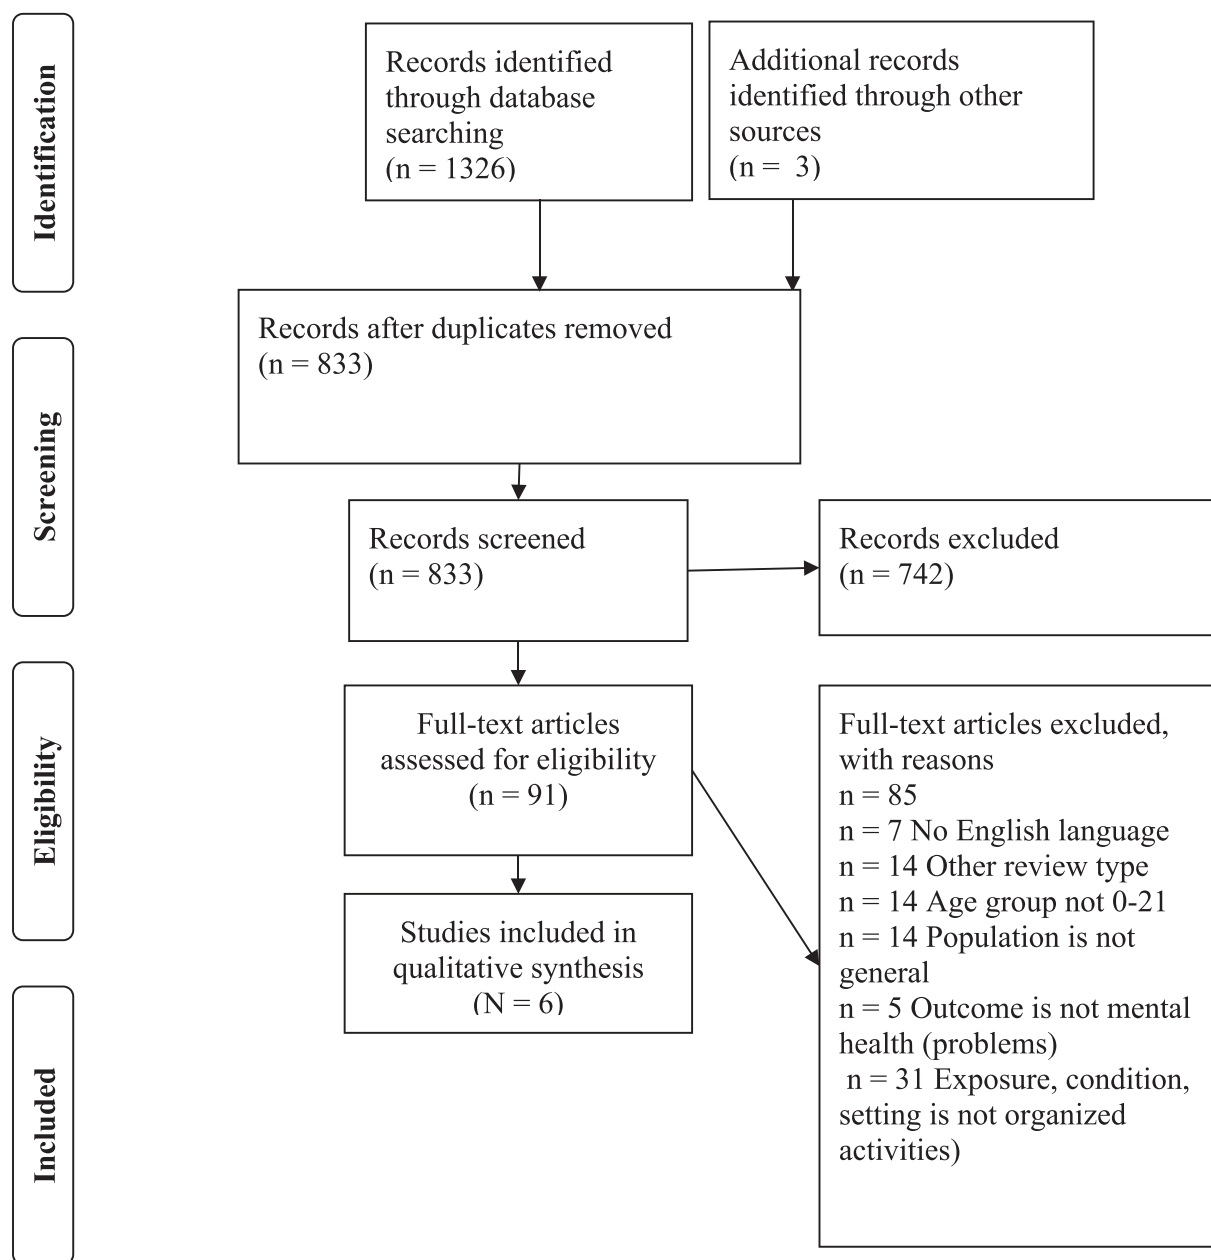 Identification
Records identified
through database
searching
(n = 1326)
Additional records
identified through other
sources
(n =  3)
Records after duplicates removed
(n = 833)
Screening
Records screened
(n = 833)
Records excluded
(n = 742)
Eligibility
Full-text articles
assessed for eligibility
(n = 91)
Full-text articles excluded,
with reasons
n = 85
n = 7 No English language
n = 14 Other review type
n = 14 Age group not 0-21
n = 14 Population is not
general
n = 5 Outcome is not mental
health (problems)
n = 31 Exposure, condition,
setting is not organized
activities)
Studies included in
qualitative synthesis
(N = 6)
Included